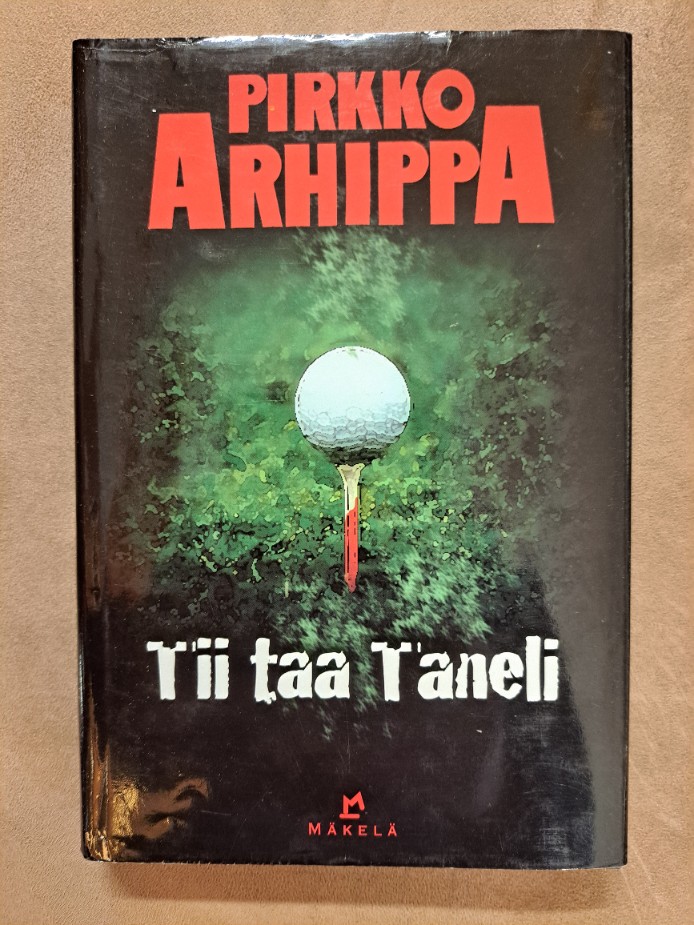 PIRKKO
ARHIPPA
Tii taa Taneli
MÄKELÄ